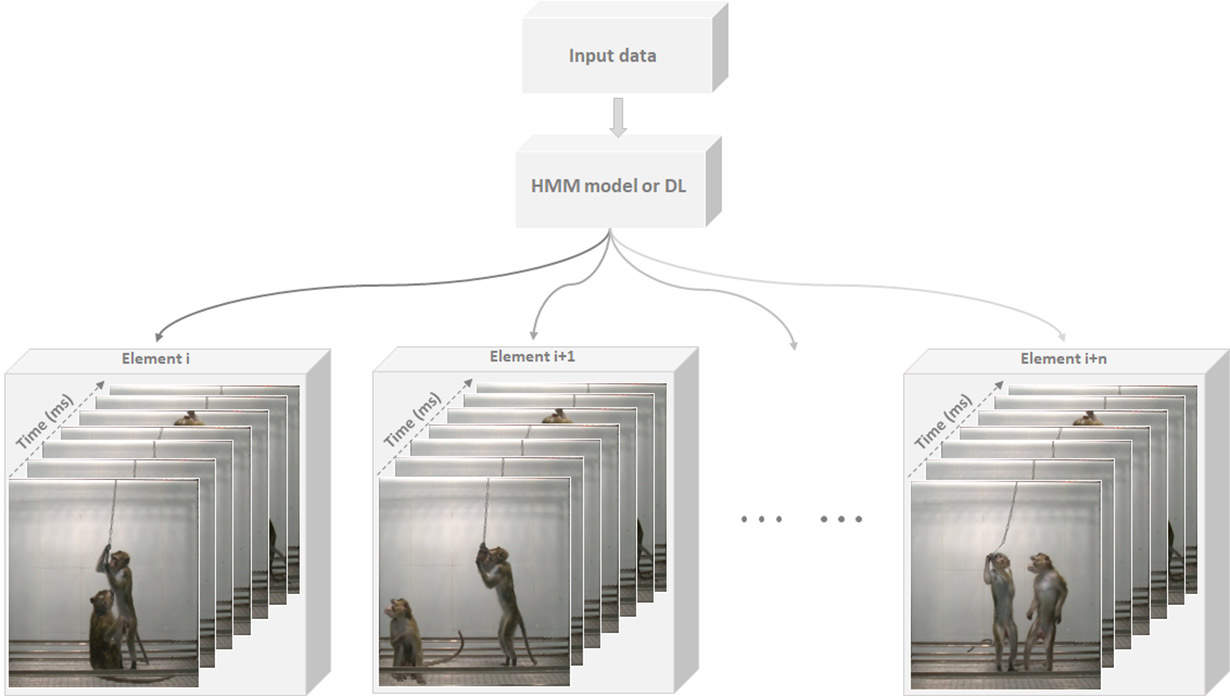 Input data
HMM model or DL
Element i
Element i+1
Element i+n
Time (ms)
Time (ms)
Time (ms)
... ...